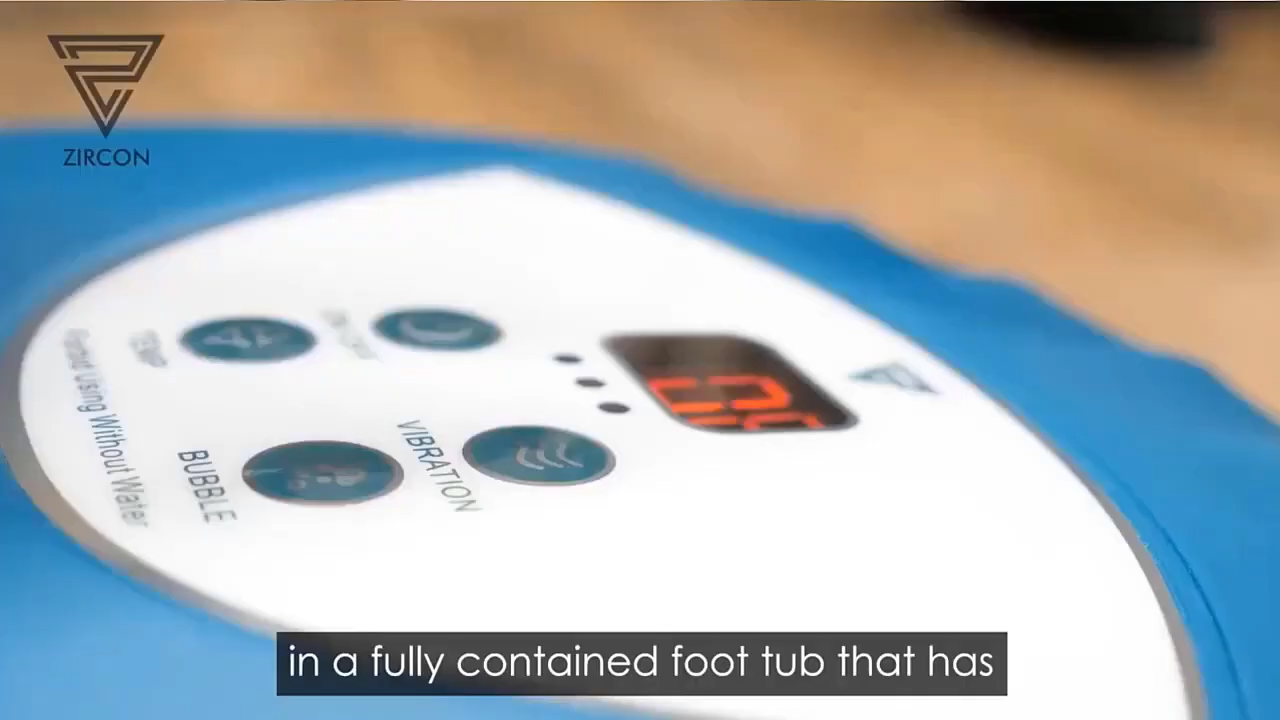 ZIRCON
TEMP
Forbid Using Without Water
BUBBLE
VIBRATION
in a fully contained foot tub that has